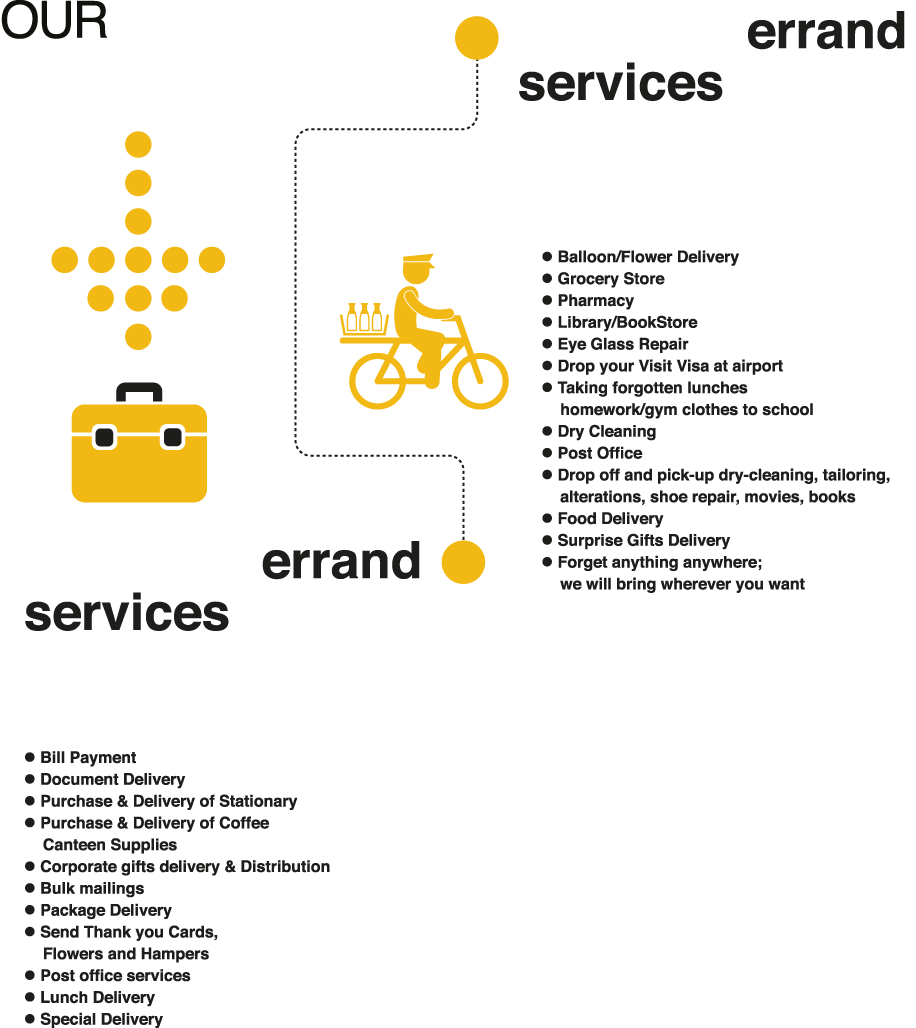 OUR
errand
services
● Balloon/Flower Delivery
● Grocery Store
● Pharmacy
● Library/BookStore
● Eye Glass Repair
● Drop your Visit Visa at airport
● Taking forgotten lunches
homework/gym clothes to school
● Dry Cleaning
● Post Office
● Drop off and pick-up dry-cleaning, tailoring,
alterations, shoe repair, movies, books
● Food Delivery
● Surprise Gifts Delivery
● Forget anything anywhere;
we will bring wherever you want
errand
services
● Bill Payment
● Document Delivery
● Purchase & Delivery of Stationary
● Purchase & Delivery of Coffee
Canteen Supplies
● Corporate gifts delivery & Distribution
● Bulk mailings
● Package Delivery
● Send Thank you Cards,
Flowers and Hampers
● Post office services
● Lunch Delivery
● Special Delivery